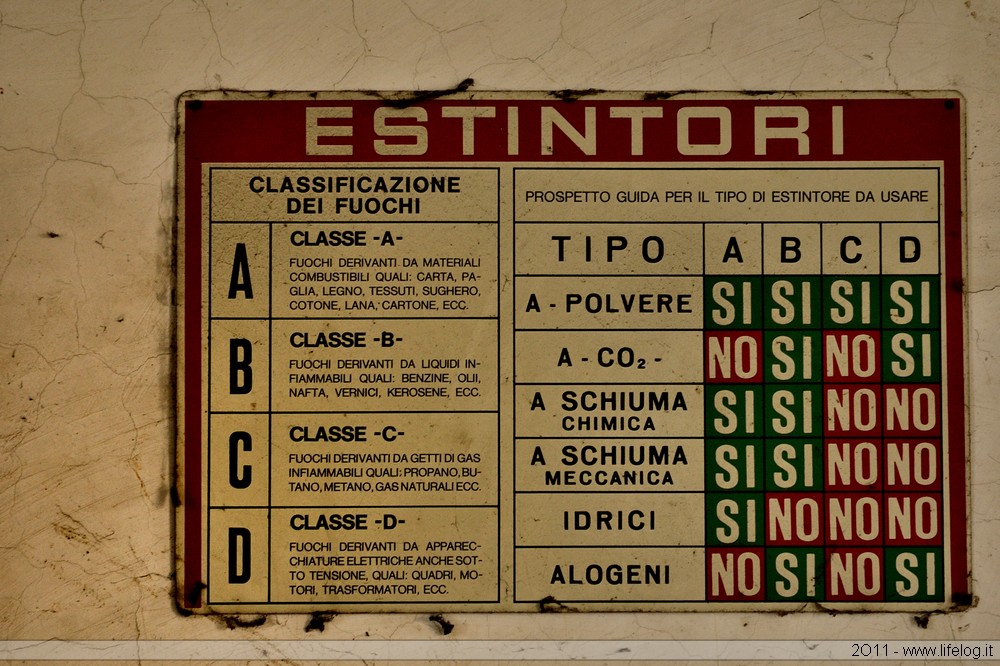 ESTINTORI
CLASSIFICAZIONE
DEI FUOCHI
A
CLASSE -A-
FUOCHI DERIVANTI DA MATERIALI
COMBUSTIBILI QUALI: CARTA, PA-
GLIA, LEGNO, TESSUTI, SUGHERO,
COTONE, LANA, CARTONE, ECC.
B
CLASSE -B-
FUOCHI DERIVANTI DA LIQUIDI IN-
FIAMMABILI QUALI: BENZINE, OLII,
NAFTA, VERNICI, KEROSENE, ECC.
C
CLASSE -C-
FUOCHI DERIVANTI DA GETTI DI GAS
INFIAMMABILI QUALI: PROPANO, BU-
TANO, METANO, GAS NATURALI ECC.
D
CLASSE -D-
FUOCHI DERIVANTI DA APPAREC-
CHIATURE ELETTRICHE ANCHE SOT-
TO TENSIONE, QUALI: QUADRI, MO-
TORI, TRASFORMATORI, ECC.
PROSPETTO GUIDA PER IL TIPO DI ESTINTORE DA USARE
TIPO A B C D
A - POLVERE SI SI SI SI
A - CO₂ - NO SI NO SI
A SCHIUMA
CHIMICA SI SI NO NO
A SCHIUMA
MECCANICA SI SI NO NO
IDRICI SI NO NO NO
ALOGENI NO SI NO SI
2011 - www.lifelog.it